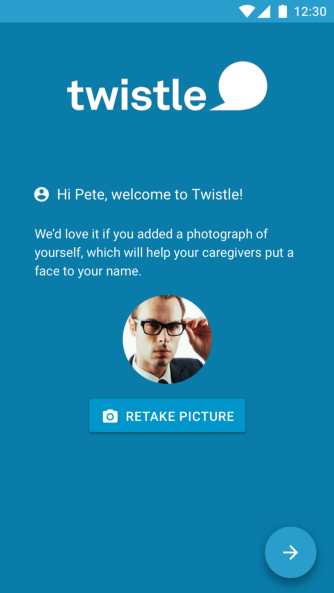 12:30
twistle
Hi Pete, welcome to Twistle!
We'd love it if you added a photograph of
yourself, which will help your caregivers put a
face to your name.
RETAKE PICTURE